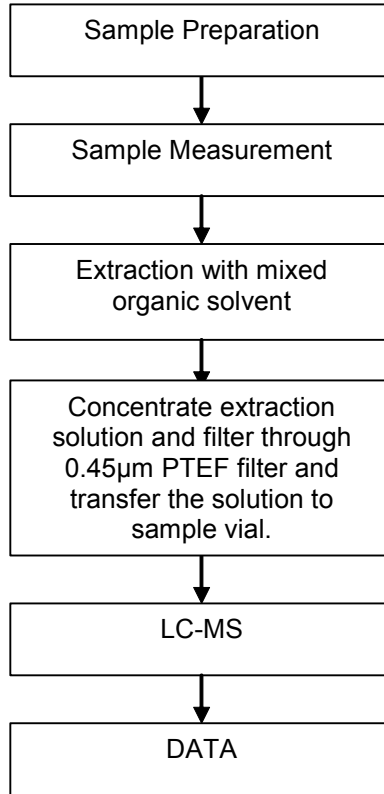 Sample Preparation
Sample Measurement
Extraction with mixed
organic solvent
Concentrate extraction
solution and filter through
0.45µm PTEF filter and
transfer the solution to
sample vial.
LC-MS
DATA